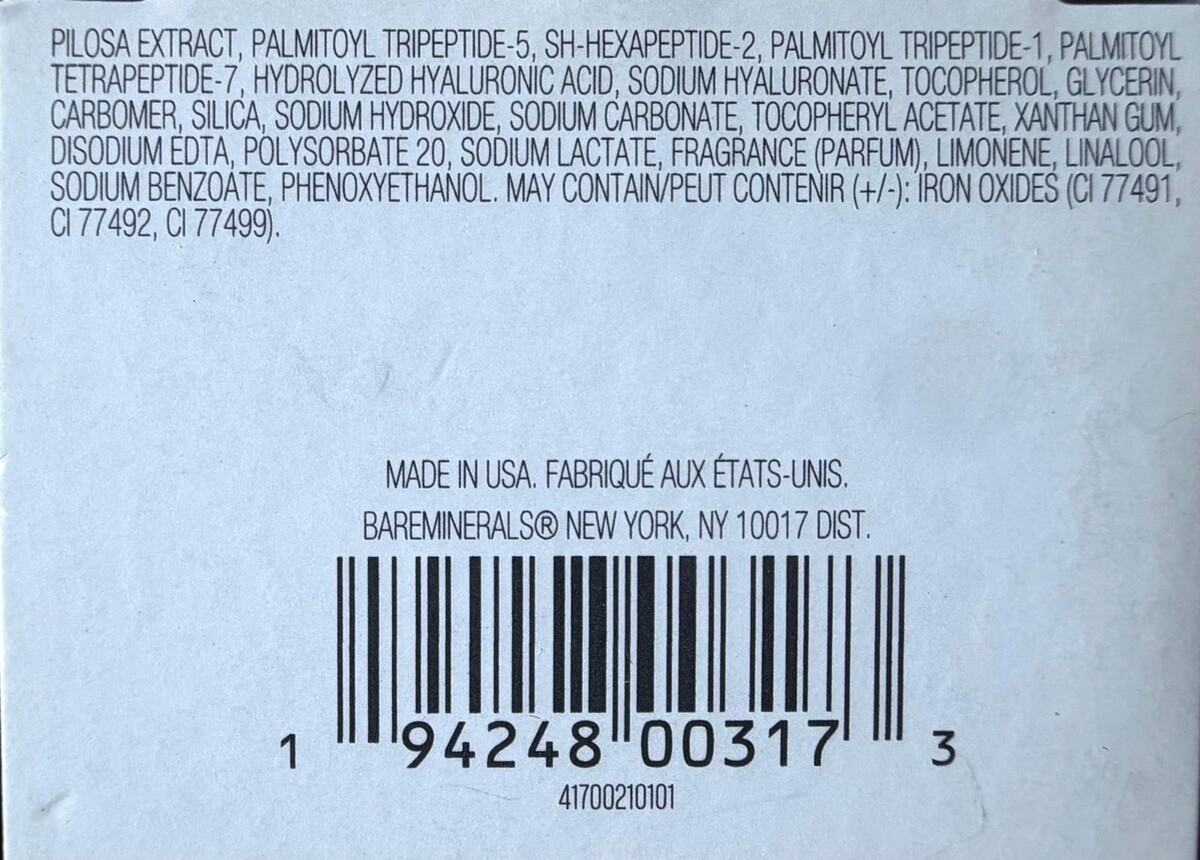 PILOSA EXTRACT, PALMITOYL TRIPEPTIDE-5, SH-HEXAPEPTIDE-2, PALMITOYL TRIPEPTIDE-1, PALMITOYL
TETRAPEPTIDE-7, HYDROLYZED HYALURONIC ACID, SODIUM HYALURONATE, TOCOPHEROL, GLYCERIN,
CARBOMER, SILICA, SODIUM HYDROXIDE, SODIUM CARBONATE, TOCOPHERYL ACETATE, XANTHAN GUM,
DISODIUM EDTA, POLYSORBATE 20, SODIUM LACTATE, FRAGRANCE (PARFUM), LIMONENE, LINALOOL,
SODIUM BENZOATE, PHENOXYETHANOL. MAY CONTAIN/PEUT CONTENIR (+/-): IRON OXIDES (CI 77491,
CI 77492, CI 77499).
MADE IN USA. FABRIQUÉ AUX ÉTATS-UNIS.
BAREMINERALS® NEW YORK, NY 10017 DIST.
1 94248 00317 3
41700210101